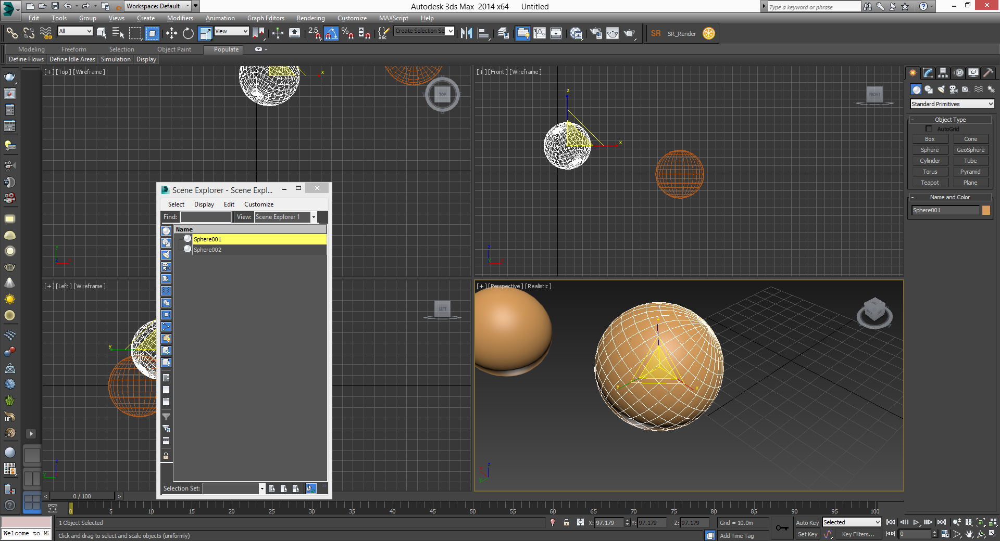 Workspace: Default
Autodesk 3ds Max 2014 x64 Untitled
Type a keyword or phrase
Edit Tools Group Views Create Modifiers Animation Graph Editors Rendering Customize MAXScript Help
All
View
2.5
Create Selection Se
SR SR_Render
Modeling Freeform Selection Object Paint Populate
Define Flows Define Idle Areas Simulation Display
[+] [Top] [Wireframe]
[+] [Front] [Wireframe]
TOP
FRONT
Standard Primitives
Object Type
AutoGrid
Box Cone
Sphere GeoSphere
Cylinder Tube
Torus Pyramid
Teapot Plane
Name and Color
Sphere001
Scene Explorer - Scene Expl...
Select Display Edit Customize
Find: View: Scene Explorer 1
Name
Sphere001
Sphere002
Selection Set:
[+] [Left] [Wireframe]
LEFT
[+] [Perspective] [Realistic]
HF
0 / 100
0 5 10 15 20 25 30 35 40 45 50 55 60 65 70 75 80 85 90 95 100
1 Object Selected
X: 97.179 Y: 97.179 Z: 97.179 Grid = 10.0m
Auto Key Selected
Welcome to M
Click and drag to select and scale objects (uniformly)
Add Time Tag
Set Key Key Filters...
0